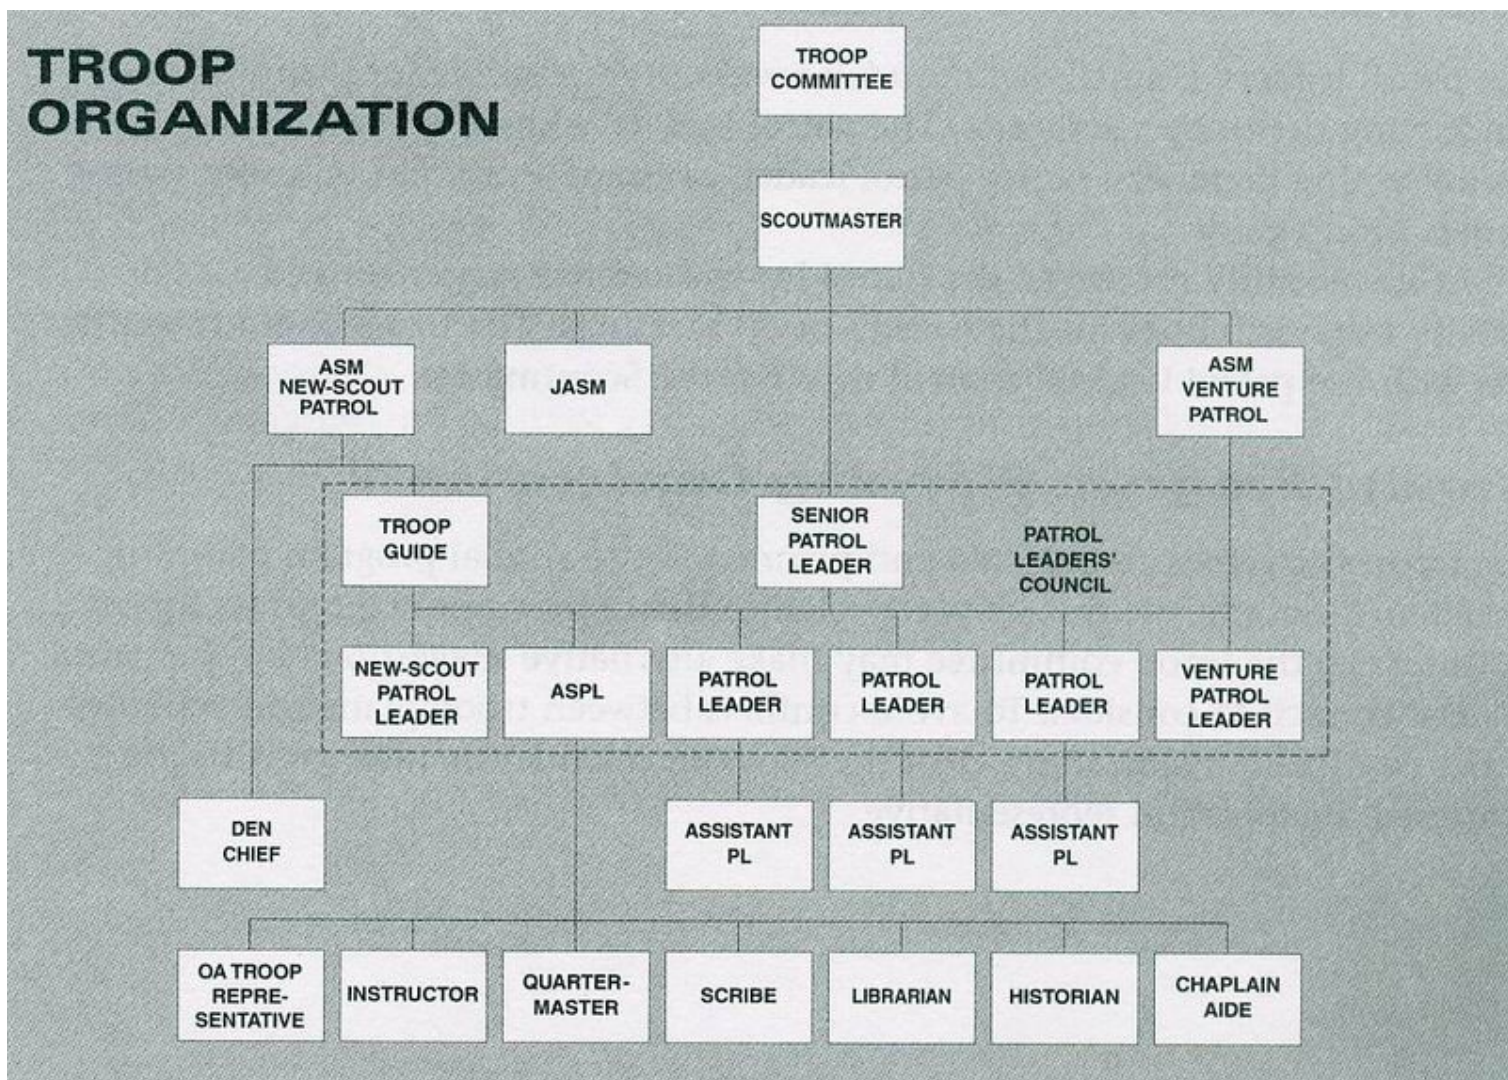 TROOP
ORGANIZATION
TROOP
COMMITTEE
SCOUTMASTER
ASM
NEW-SCOUT
PATROL
JASM
ASM
VENTURE
PATROL
TROOP
GUIDE
SENIOR
PATROL
LEADER
PATROL
LEADERS'
COUNCIL
NEW-SCOUT
PATROL
LEADER
ASPL
PATROL
LEADER
PATROL
LEADER
PATROL
LEADER
VENTURE
PATROL
LEADER
DEN
CHIEF
ASSISTANT
PL
ASSISTANT
PL
ASSISTANT
PL
OA TROOP
REPRE-
SENTATIVE
INSTRUCTOR
QUARTER-
MASTER
SCRIBE
LIBRARIAN
HISTORIAN
CHAPLAIN
AIDE